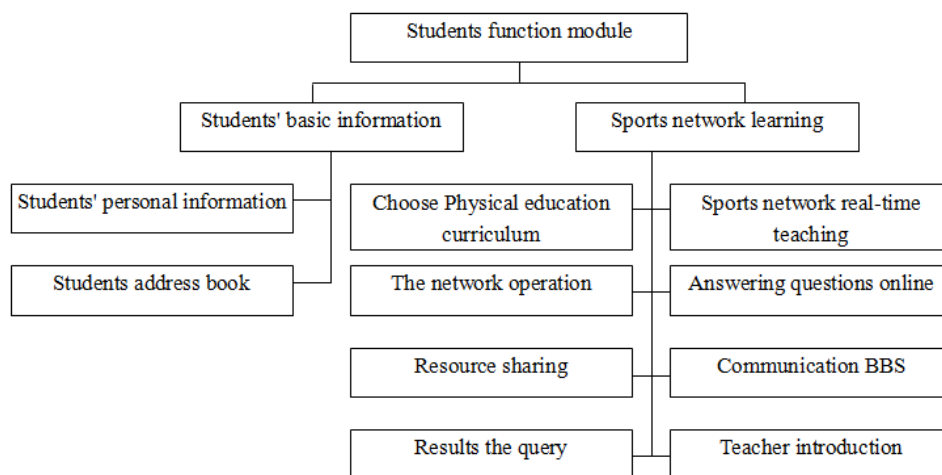 Students function module
Students' basic information
Sports network learning
Students' personal information
Choose Physical education
curriculum
Sports network real-time
teaching
Students address book
The network operation
Answering questions online
Resource sharing
Communication BBS
Results the query
Teacher introduction